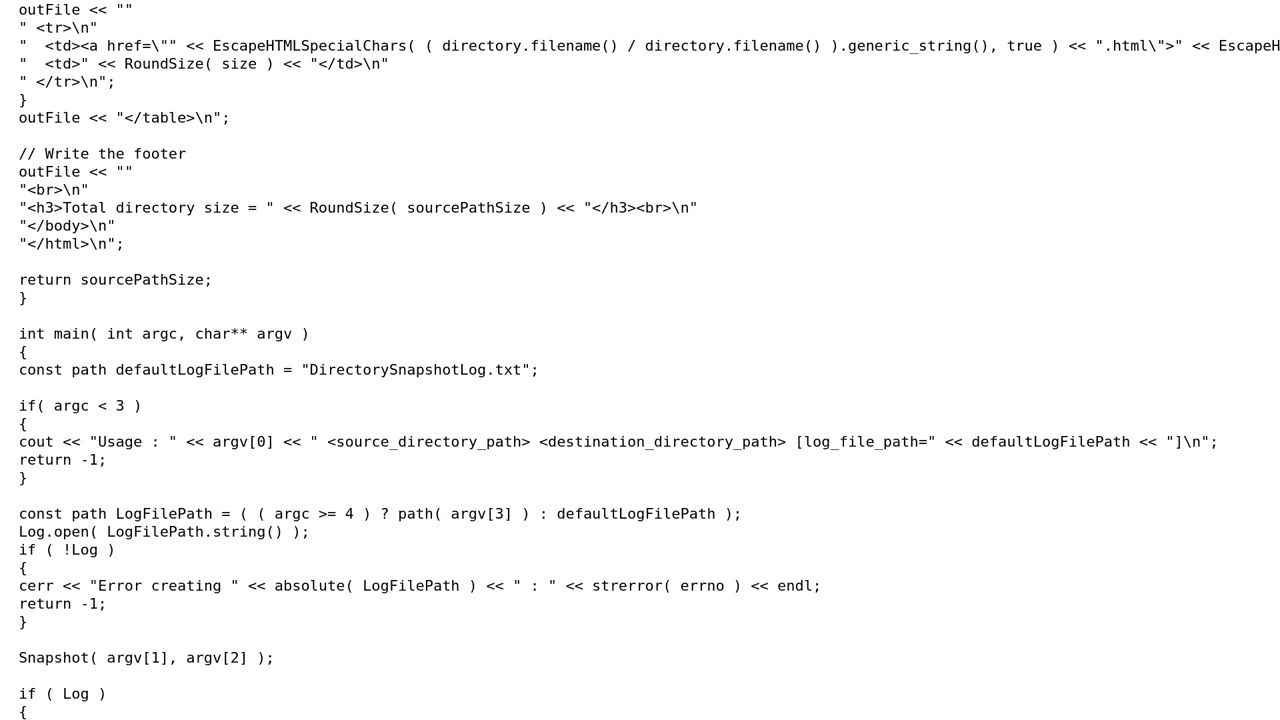 outFile << ""
" <tr>\n"
"  <td><a href=\"" << EscapeHTMLSpecialChars( ( directory.filename() / directory.filename() ).generic_string(), true ) << ".html\">" << EscapeH
"  <td>" << RoundSize( size ) << "</td>\n"
" </tr>\n";
}
outFile << "</table>\n";

// Write the footer
outFile << ""
"<br>\n"
"<h3>Total directory size = " << RoundSize( sourcePathSize ) << "</h3><br>\n"
"</body>\n"
"</html>\n";

return sourcePathSize;
}

int main( int argc, char** argv )
{
const path defaultLogFilePath = "DirectorySnapshotLog.txt";

if( argc < 3 )
{
cout << "Usage : " << argv[0] << " <source_directory_path> <destination_directory_path> [log_file_path=" << defaultLogFilePath << "]\n";
return -1;
}

const path LogFilePath = ( ( argc >= 4 ) ? path( argv[3] ) : defaultLogFilePath );
Log.open( LogFilePath.string() );
if ( !Log )
{
cerr << "Error creating " << absolute( LogFilePath ) << " : " << strerror( errno ) << endl;
return -1;
}

Snapshot( argv[1], argv[2] );

if ( Log )
{